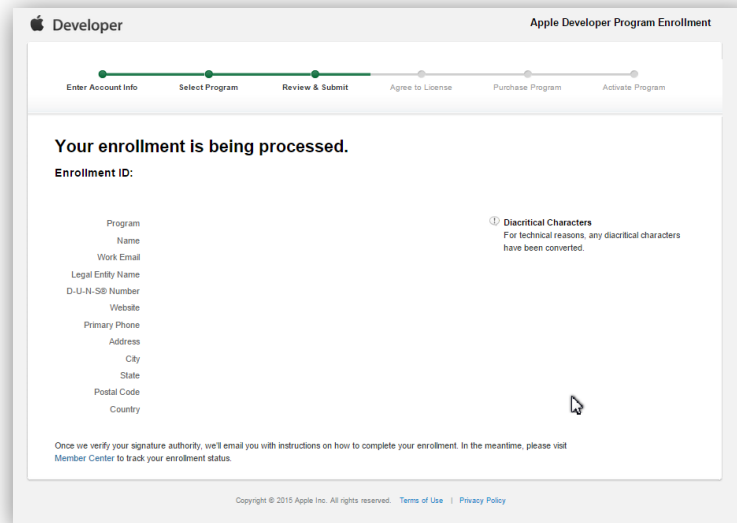 Developer
Apple Developer Program Enrollment
Enter Account Info
Select Program
Review & Submit
Agree to License
Purchase Program
Activate Program
Your enrollment is being processed.
Enrollment ID:
Program
Name
Work Email
Legal Entity Name
D-U-N-S® Number
Website
Primary Phone
Address
City
State
Postal Code
Country
Diacritical Characters
For technical reasons, any diacritical characters
have been converted.
Once we verify your signature authority, we'll email you with instructions on how to complete your enrollment. In the meantime, please visit
Member Center to track your enrollment status.
Copyright © 2015 Apple Inc. All rights reserved. Terms of Use | Privacy Policy